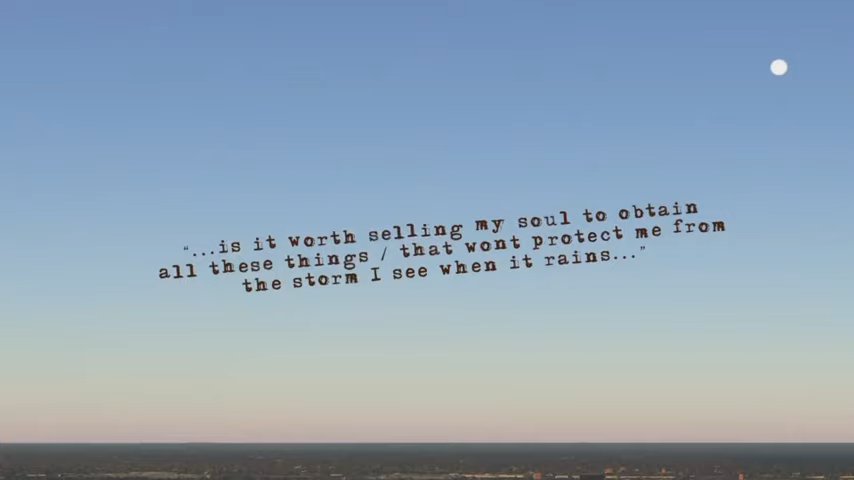 "...is it worth selling my soul to obtain
all these things / that wont protect me from
the storm I see when it rains..."